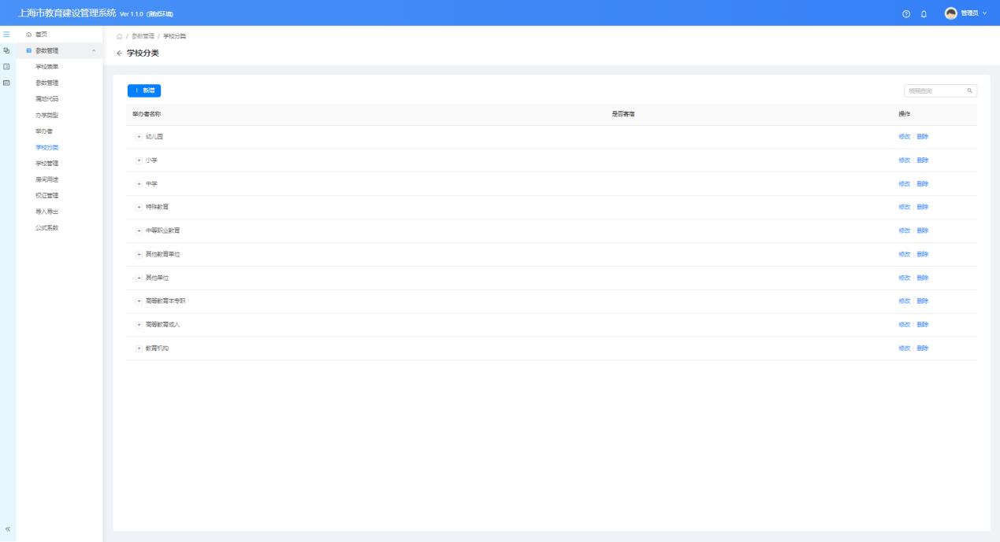 上海市教育建设管理系统 Ver 1.1.0 (测试环境)
管理员
首页
参数管理
学校表单
参数管理
属地代码
办学类型
举办者
学校分类
学校管理
房间用途
权证管理
导入导出
公式系数
/ 参数管理 / 学校分类
← 学校分类
新增
模糊查询
举办者名称 是否寄宿 操作
+ 幼儿园 修改 | 删除
+ 小学 修改 | 删除
+ 中学 修改 | 删除
+ 特殊教育 修改 | 删除
+ 中等职业教育 修改 | 删除
+ 其他教育单位 修改 | 删除
+ 其他单位 修改 | 删除
+ 高等教育本专职 修改 | 删除
+ 高等教育成人 修改 | 删除
+ 教育机构 修改 | 删除